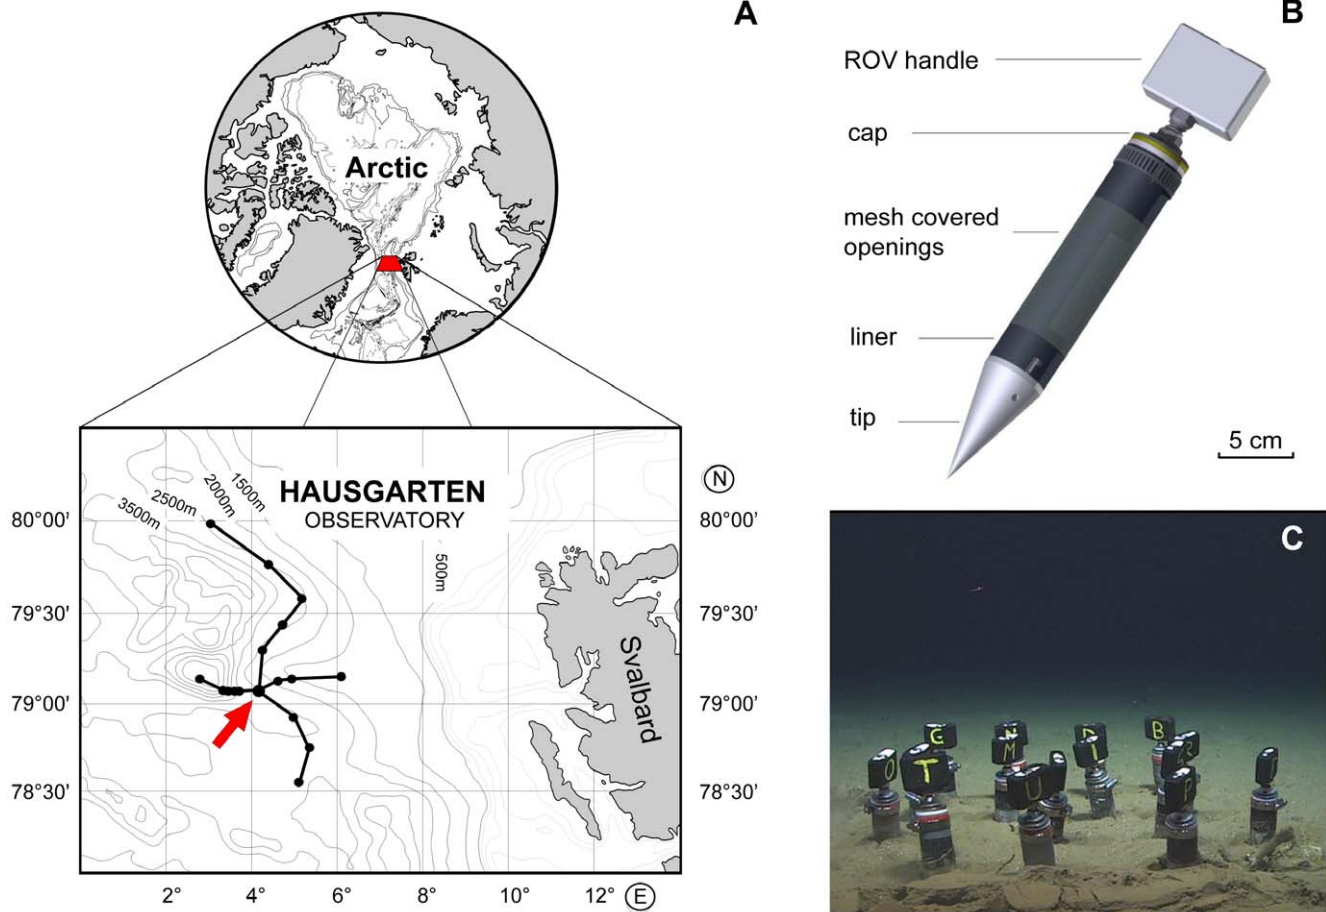 A
Arctic
HAUSGARTEN
OBSERVATORY
3500m
2500m
2000m
1500m
500m
Svalbard
N
80°00'
79°30'
79°00'
78°30'
80°00'
79°30'
79°00'
78°30'
2°
4°
6°
8°
10°
12°
E
B
ROV handle
cap
mesh covered
openings
liner
tip
5 cm
C
G
N
B
M
I
R
O
T
U
P